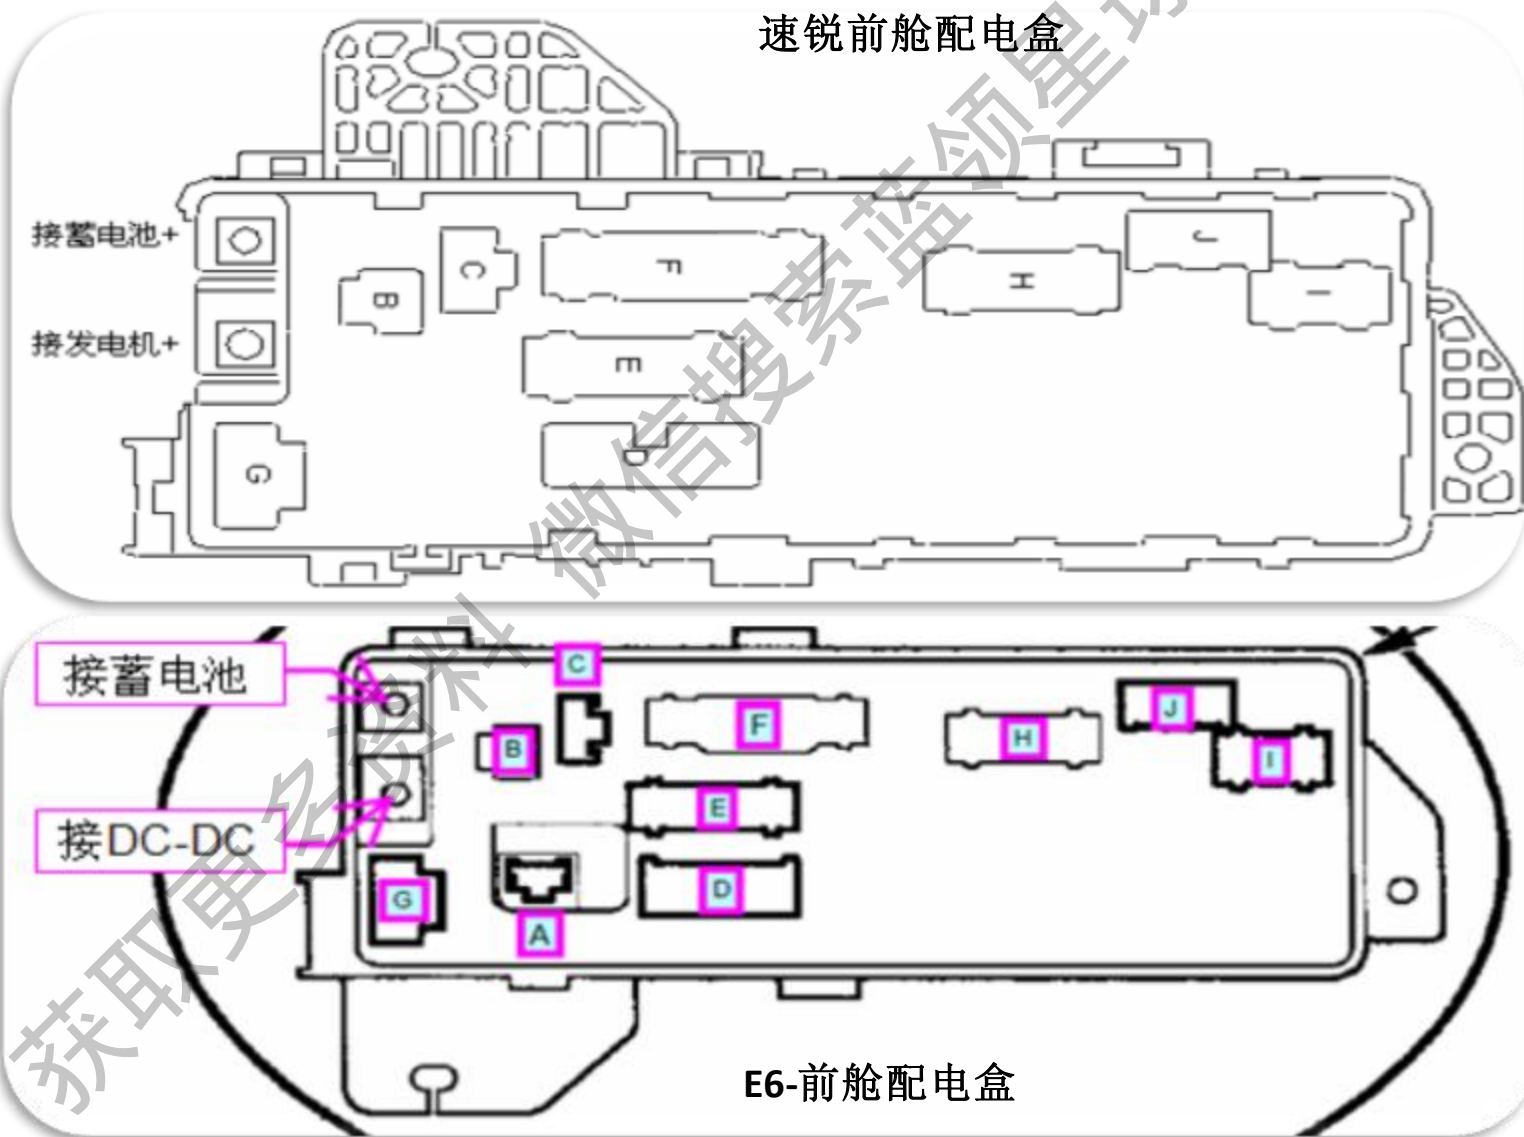 速锐前舱配电盒
接蓄电池+
接发电机+
B
C
F
E
D
G
H
J
I
获取更多资料 微信搜索蓝领星球
接蓄电池
接DC-DC
C
B
F
E
D
G
A
H
J
I
E6-前舱配电盒